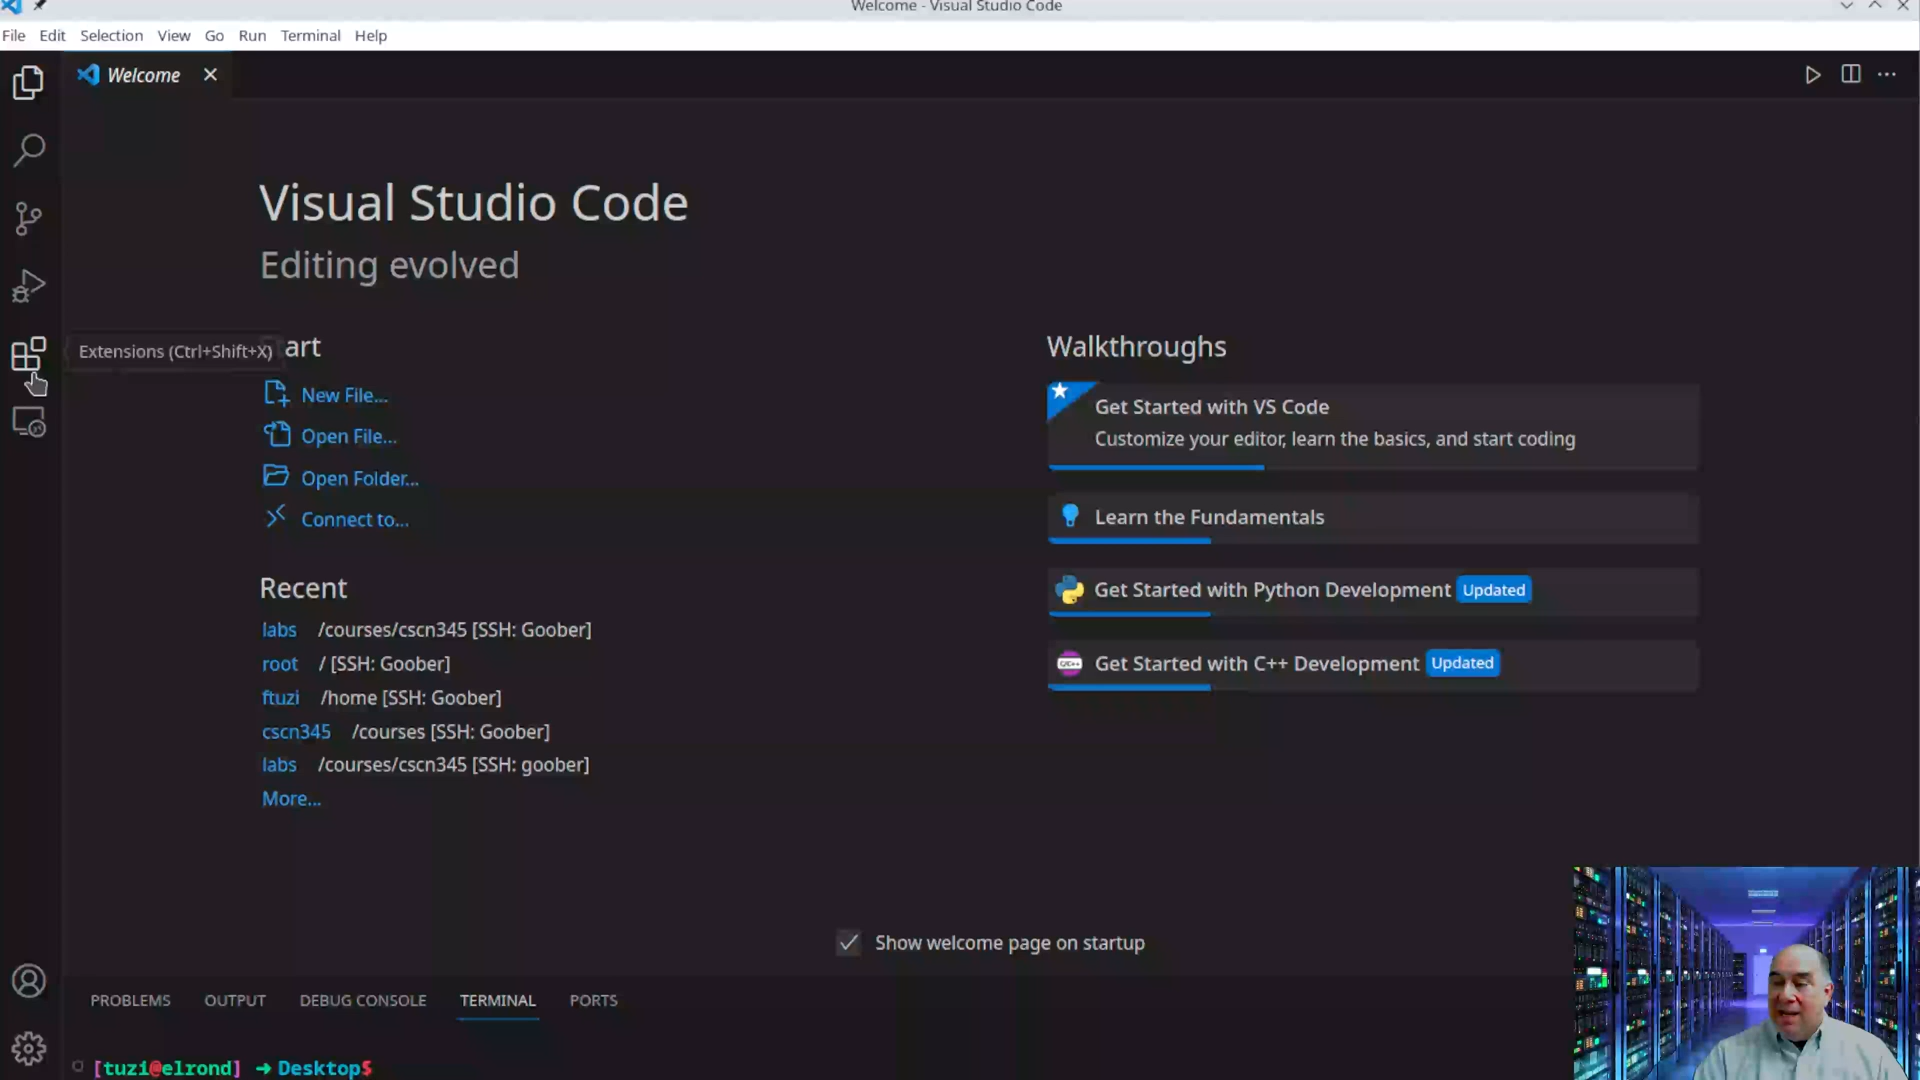 Welcome - Visual Studio Code
File Edit Selection View Go Run Terminal Help
Welcome
Visual Studio Code
Editing evolved
Extensions (Ctrl+Shift+X)
art
New File...
Open File...
Open Folder...
Connect to...
Recent
labs /courses/cscn345 [SSH: Goober]
root / [SSH: Goober]
ftuzi /home [SSH: Goober]
cscn345 /courses [SSH: Goober]
labs /courses/cscn345 [SSH: goober]
More...
Walkthroughs
Get Started with VS Code
Customize your editor, learn the basics, and start coding
Learn the Fundamentals
Get Started with Python Development Updated
C/C++ Get Started with C++ Development Updated
Show welcome page on startup
PROBLEMS OUTPUT DEBUG CONSOLE TERMINAL PORTS
[tuzi@elrond] ➜ Desktop$